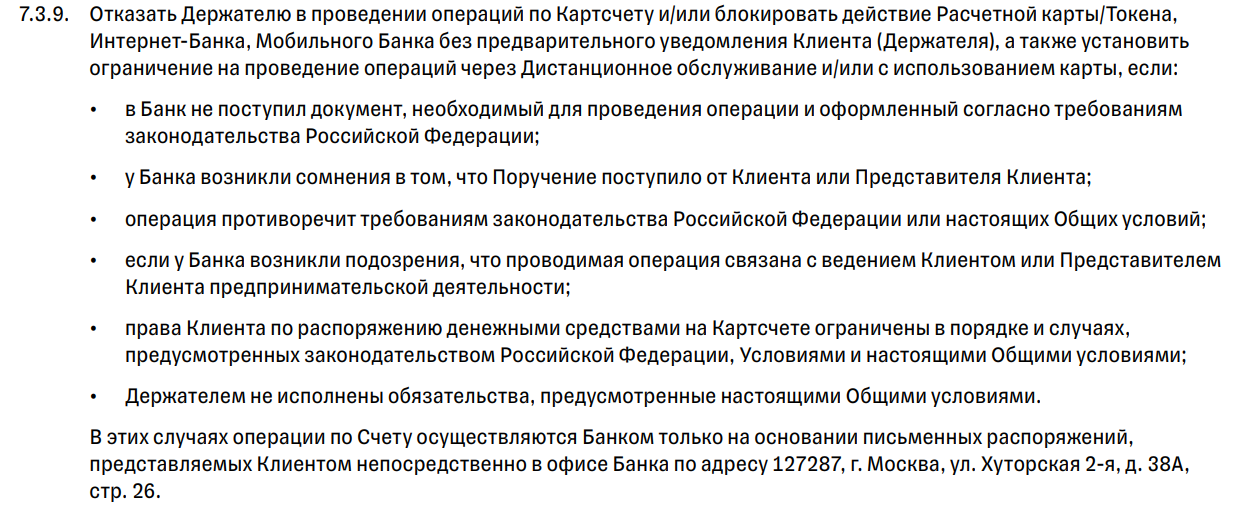 7.3.9. Отказать Держателю в проведении операций по Картсчету и/или блокировать действие Расчетной карты/Токена,
Интернет-Банка, Мобильного Банка без предварительного уведомления Клиента (Держателя), а также установить
ограничение на проведение операций через Дистанционное обслуживание и/или с использованием карты, если:
• в Банк не поступил документ, необходимый для проведения операции и оформленный согласно требованиям
законодательства Российской Федерации;
• у Банка возникли сомнения в том, что Поручение поступило от Клиента или Представителя Клиента;
• операция противоречит требованиям законодательства Российской Федерации или настоящих Общих условий;
• если у Банка возникли подозрения, что проводимая операция связана с ведением Клиентом или Представителем
Клиента предпринимательской деятельности;
• права Клиента по распоряжению денежными средствами на Картсчете ограничены в порядке и случаях,
предусмотренных законодательством Российской Федерации, Условиями и настоящими Общими условиями;
• Держателем не исполнены обязательства, предусмотренные настоящими Общими условиями.
В этих случаях операции по Счету осуществляются Банком только на основании письменных распоряжений,
представляемых Клиентом непосредственно в офисе Банка по адресу 127287, г. Москва, ул. Хуторская 2-я, д. 38А,
стр. 26.